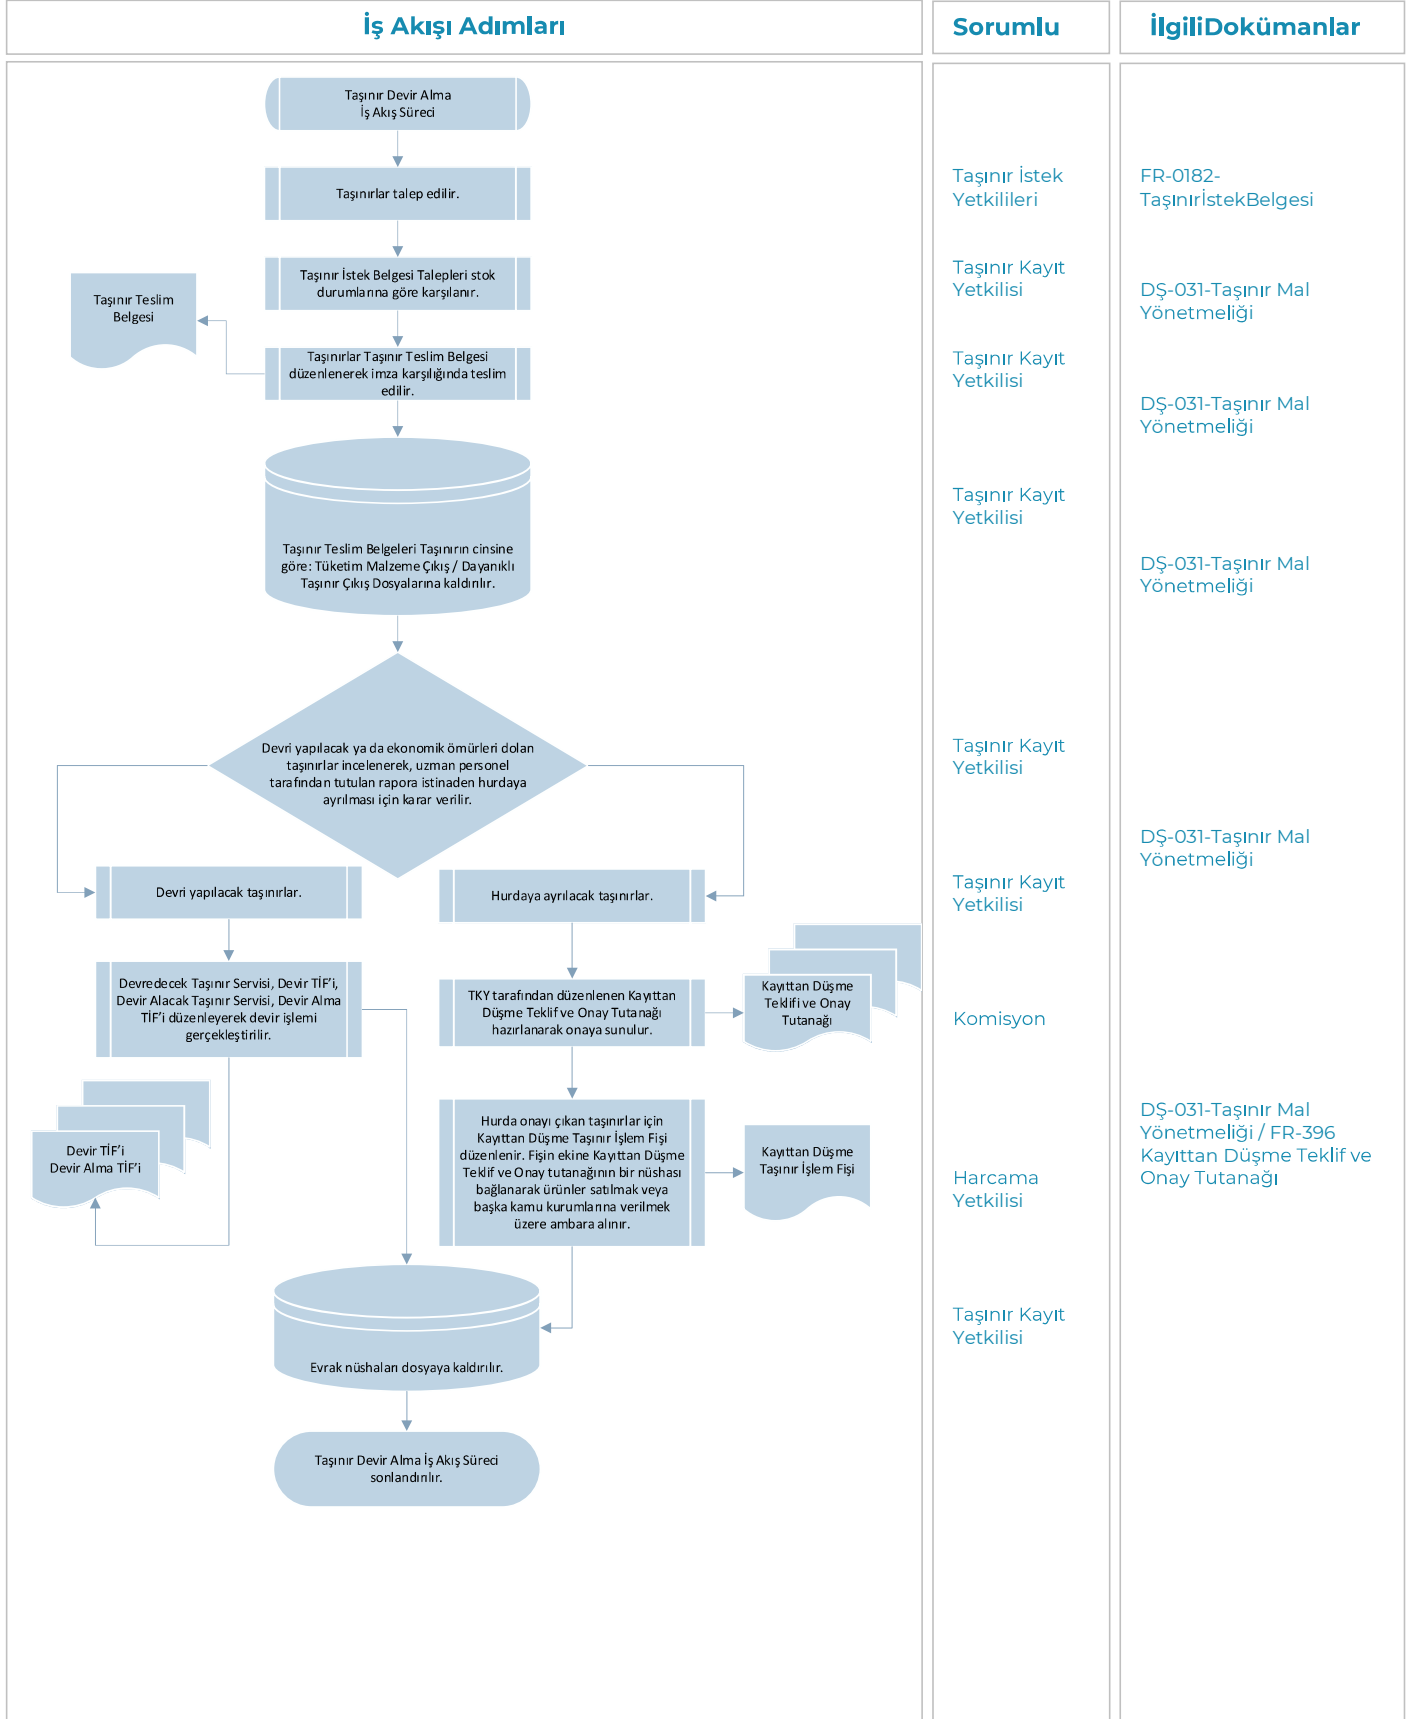 İş Akışı Adımları
Sorumlu
İlgiliDokümanlar
Taşınır Devir Alma
İş Akış Süreci
Taşınırlar talep edilir.
Taşınır İstek
Yetkilileri
FR-0182-
TaşınırİstekBelgesi
Taşınır İstek Belgesi Talepleri stok
durumlarına göre karşılanır.
Taşınır Kayıt
Yetkilisi
DŞ-031-Taşınır Mal
Yönetmeliği
Taşınır Teslim
Belgesi
Taşınırlar Taşınır Teslim Belgesi
düzenlenerek imza karşılığında teslim
edilir.
Taşınır Kayıt
Yetkilisi
DŞ-031-Taşınır Mal
Yönetmeliği
Taşınır Teslim Belgeleri Taşınırın cinsine
göre: Tüketim Malzeme Çıkış / Dayanıklı
Taşınır Çıkış Dosyalarına kaldırılır.
Taşınır Kayıt
Yetkilisi
DŞ-031-Taşınır Mal
Yönetmeliği
Devri yapılacak ya da ekonomik ömürleri dolan
taşınırlar incelenerek, uzman personel
tarafından tutulan rapora istinaden hurdaya
ayrılması için karar verilir.
Taşınır Kayıt
Yetkilisi
DŞ-031-Taşınır Mal
Yönetmeliği
Devri yapılacak taşınırlar.
Hurdaya ayrılacak taşınırlar.
Taşınır Kayıt
Yetkilisi
Devredecek Taşınır Servisi, Devir TİF’i,
Devir Alacak Taşınır Servisi, Devir Alma
TİF’i düzenleyerek devir işlemi
gerçekleştirilir.
TKY tarafından düzenlenen Kayıttan
Düşme Teklif ve Onay Tutanağı
hazırlanarak onaya sunulur.
Kayıttan Düşme
Teklifi ve Onay
Tutanağı
Komisyon
Devir TİF’i
Devir Alma TİF’i
Hurda onayı çıkan taşınırlar için
Kayıttan Düşme Taşınır İşlem Fişi
düzenlenir. Fişin ekine Kayıttan Düşme
Teklif ve Onay tutanağının bir nüshası
bağlanarak ürünler satılmak veya
başka kamu kurumlarına verilmek
üzere ambara alınır.
Kayıttan Düşme
Taşınır İşlem Fişi
Harcama
Yetkilisi
DŞ-031-Taşınır Mal
Yönetmeliği / FR-396
Kayıttan Düşme Teklif ve
Onay Tutanağı
Evrak nüshaları dosyaya kaldırılır.
Taşınır Kayıt
Yetkilisi
Taşınır Devir Alma İş Akış Süreci
sonlandırılır.